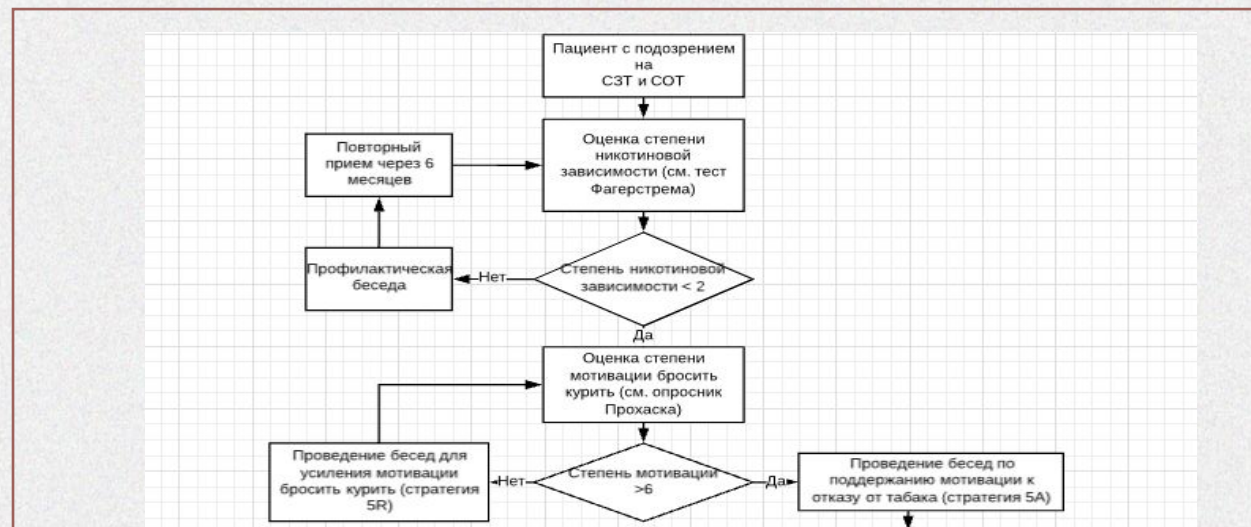 Пациент с подозрением
на
СЗТ и СОТ
Оценка степени
никотиновой
зависимости (см. тест
Фагерстрема)
Повторный
прием через 6
месяцев
Профилактическая
беседа
Нет
Степень никотиновой
зависимости < 2
Да
Оценка степени
мотивации бросить
курить (см. опросник
Прохаска)
Проведение бесед для
усиления мотивации
бросить курить (стратегия
5R)
Нет
Степень мотивации
>6
Да
Проведение бесед по
поддержанию мотивации к
отказу от табака (стратегия 5А)